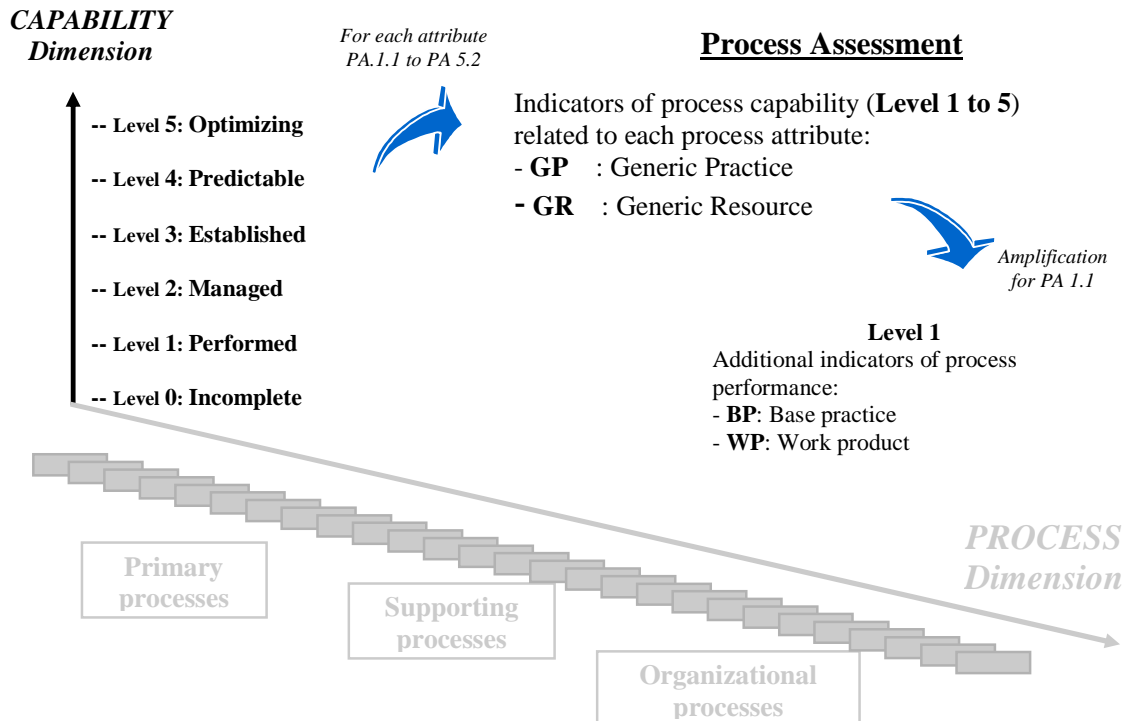 CAPABILITY
Dimension
For each attribute
PA.1.1 to PA 5.2
Process Assessment
Indicators of process capability (Level 1 to 5)
related to each process attribute:
- GP : Generic Practice
- GR : Generic Resource
-- Level 5: Optimizing
-- Level 4: Predictable
-- Level 3: Established
-- Level 2: Managed
-- Level 1: Performed
-- Level 0: Incomplete
Amplification
for PA 1.1
Level 1
Additional indicators of process
performance:
- BP: Base practice
- WP: Work product
PROCESS
Dimension
Primary
processes
Supporting
processes
Organizational
processes